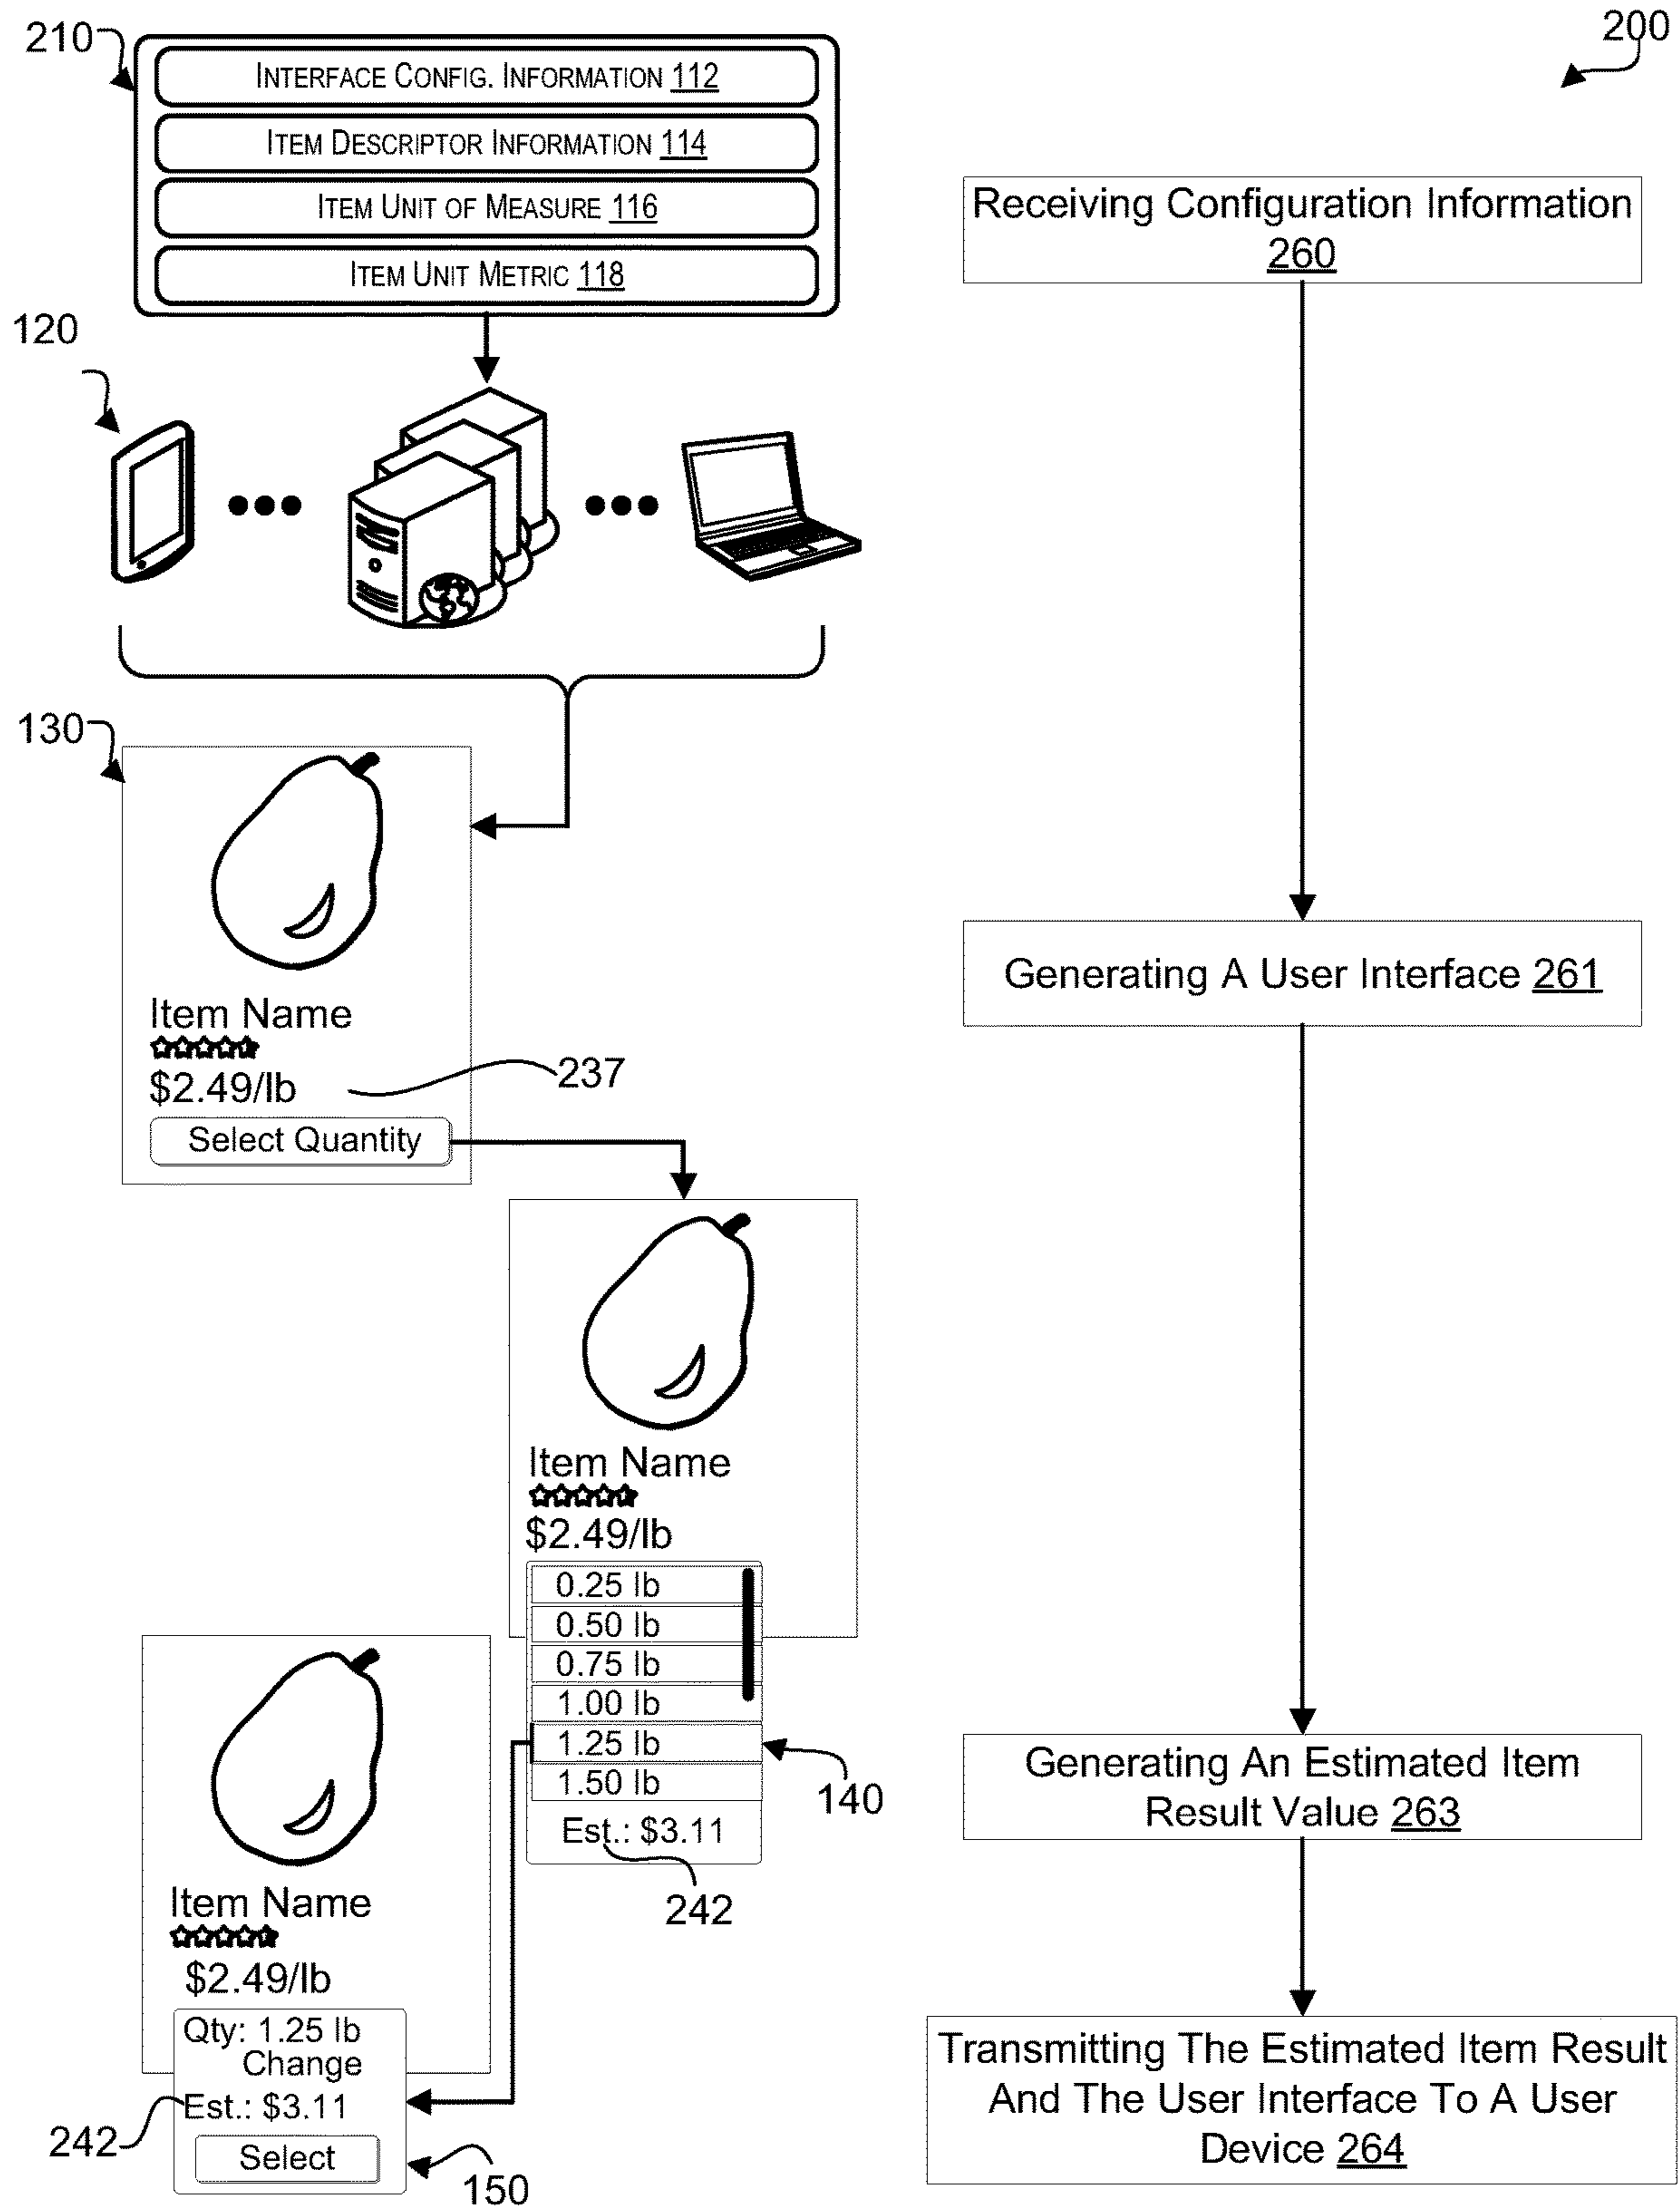 200
210
INTERFACE CONFIG. INFORMATION 112
ITEM DESCRIPTOR INFORMATION 114
ITEM UNIT OF MEASURE 116
ITEM UNIT METRIC 118
120
130
Item Name
$2.49/lb
237
Select Quantity
Item Name
$2.49/lb
0.25 lb
0.50 lb
0.75 lb
1.00 lb
1.25 lb
1.50 lb
140
Est.: $3.11
242
Item Name
$2.49/lb
Qty: 1.25 lb
Change
Est.: $3.11
242
Select
150
Receiving Configuration Information
260
Generating A User Interface 261
Generating An Estimated Item
Result Value 263
Transmitting The Estimated Item Result
And The User Interface To A User
Device 264